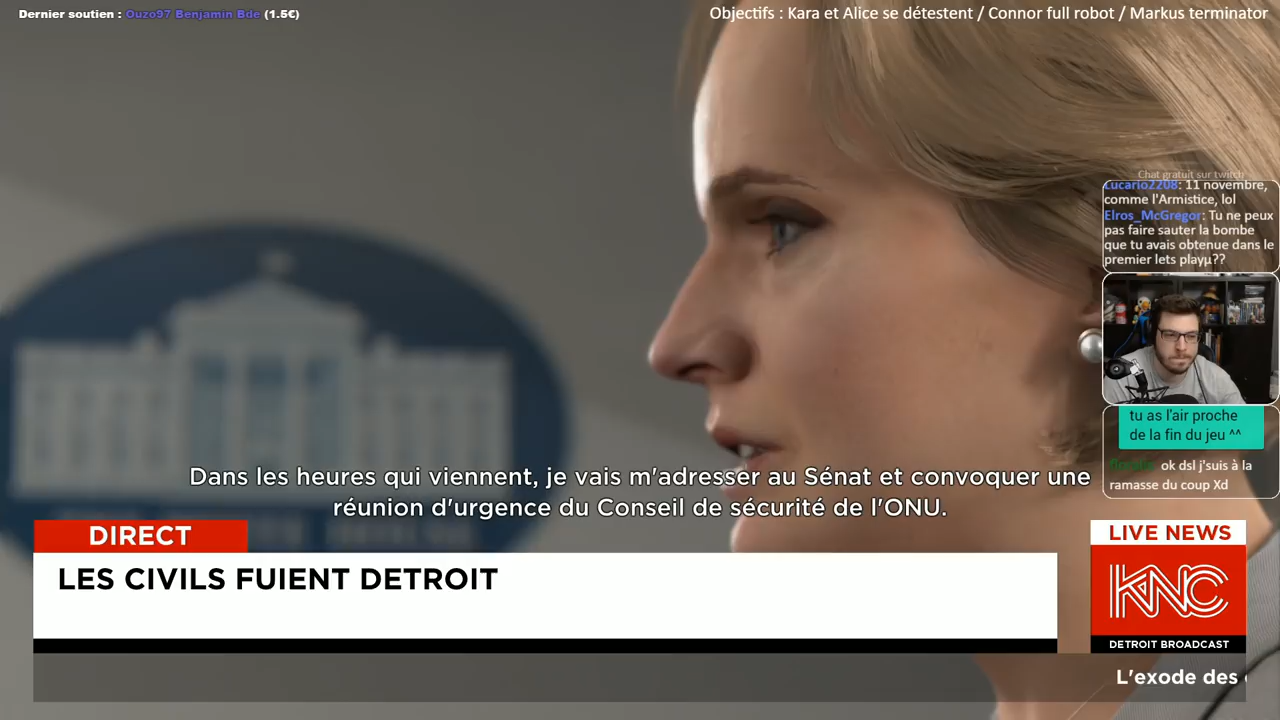 Dernier soutien : Ouzo97 Benjamin Bde (1.5€)
Objectifs : Kara et Alice se détestent / Connor full robot / Markus terminator
Chat gratuit sur twitch
Lucario2208: 11 novembre,
comme l'Armistice, lol
Elros_McGregor: Tu ne peux
pas faire sauter la bombe
que tu avais obtenue dans le
premier lets playµ??
tu as l'air proche
de la fin du jeu ^^
ok dsl j'suis à la
ramasse du coup Xd
Dans les heures qui viennent, je vais m'adresser au Sénat et convoquer une
réunion d'urgence du Conseil de sécurité de l'ONU.
DIRECT
LES CIVILS FUIENT DETROIT
LIVE NEWS
KNC
DETROIT BROADCAST
L'exode des